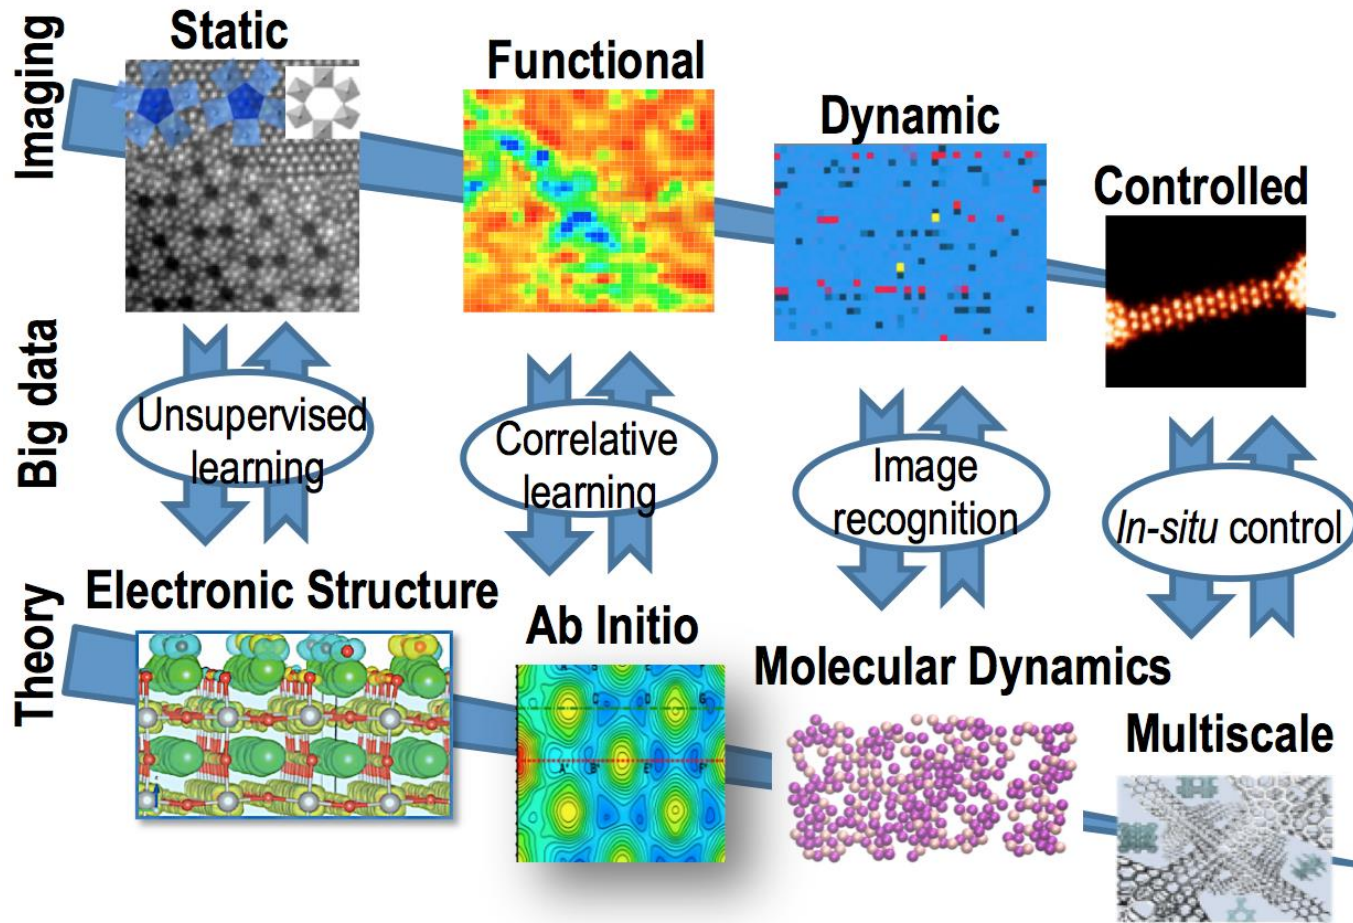 Imaging
Static
Functional
Dynamic
Controlled
Big data
Unsupervised
learning
Correlative
learning
Image
recognition
In-situ control
Theory
Electronic Structure
Ab Initio
Molecular Dynamics
Multiscale